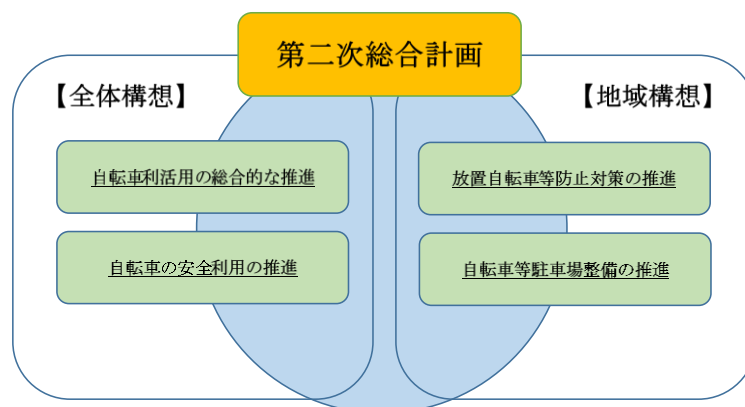 第二次総合計画
【全体構想】
自転車利活用の総合的な推進
自転車の安全利用の推進
【地域構想】
放置自転車等防止対策の推進
自転車等駐車場整備の推進